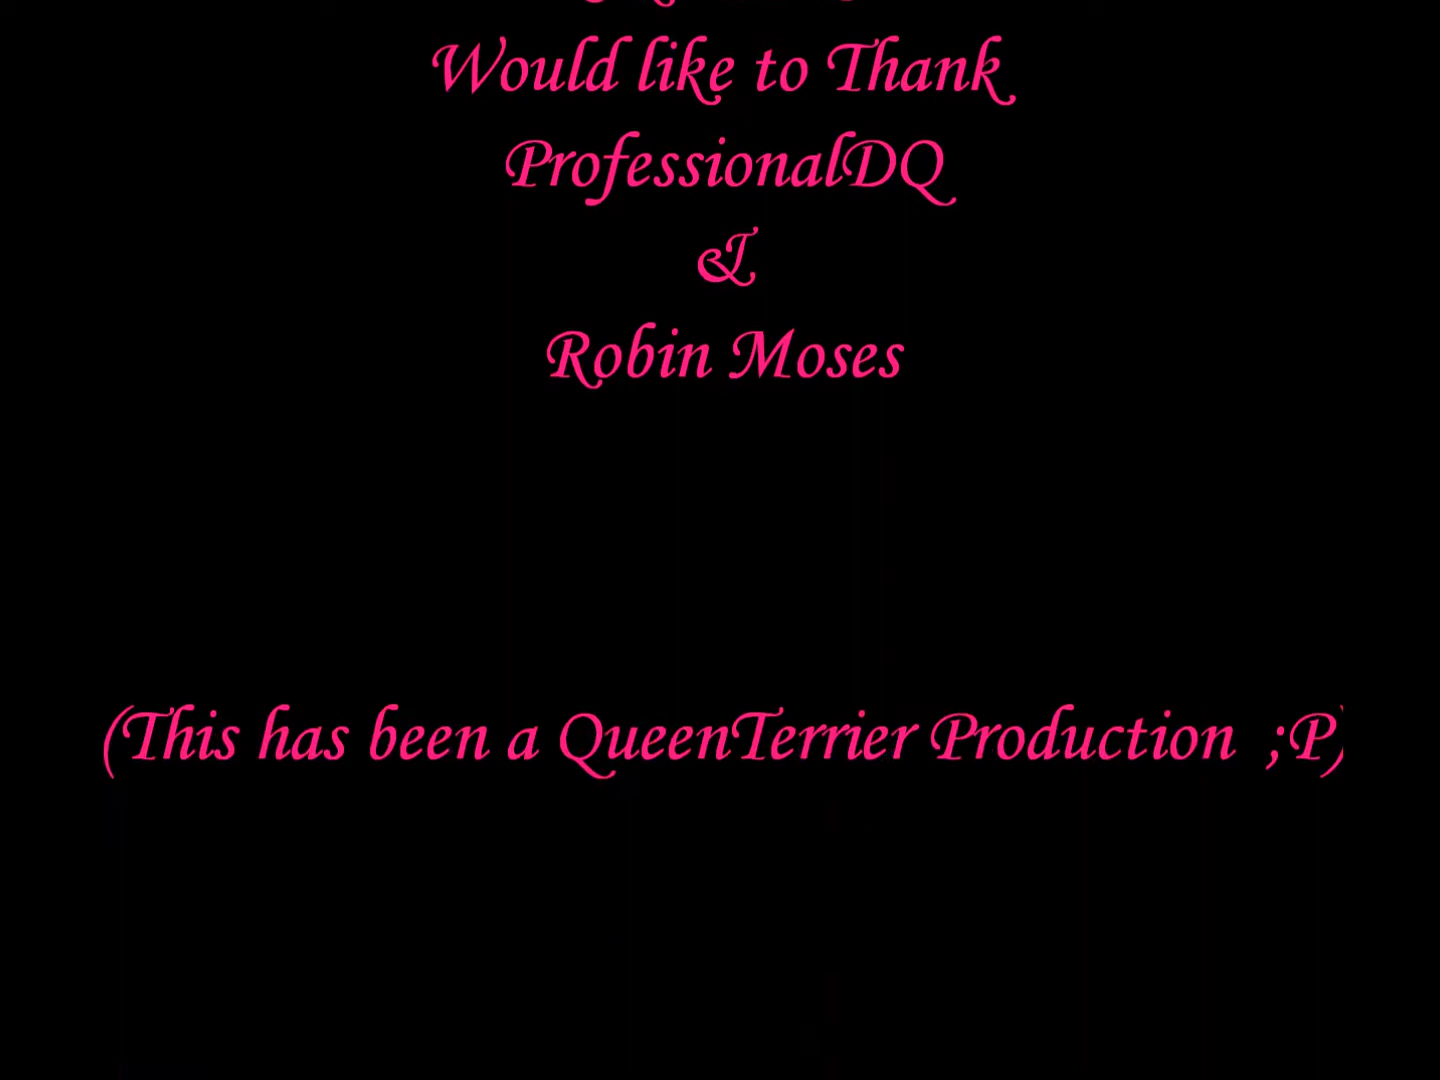 Would like to Thank
ProfessionalDQ
&
Robin Moses
(This has been a QueenTerrier Production ;P)